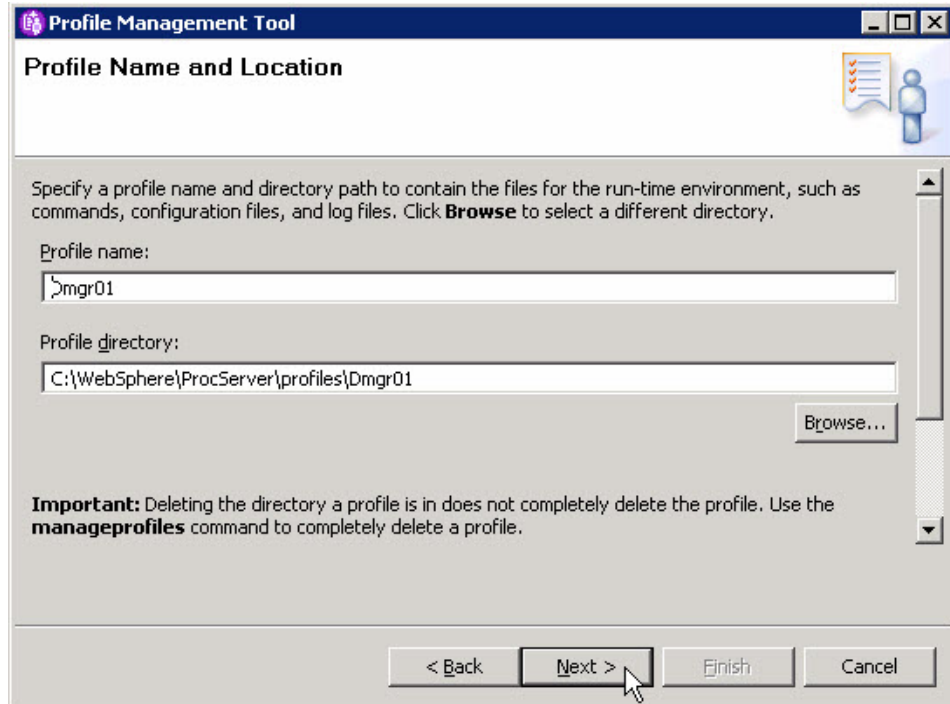 Profile Management Tool
Profile Name and Location
Specify a profile name and directory path to contain the files for the run-time environment, such as
commands, configuration files, and log files. Click Browse to select a different directory.
Profile name:
Dmgr01
Profile directory:
C:\WebSphere\ProcServer\profiles\Dmgr01
Browse...
Important: Deleting the directory a profile is in does not completely delete the profile. Use the
manageprofiles command to completely delete a profile.
< Back Next > Finish Cancel